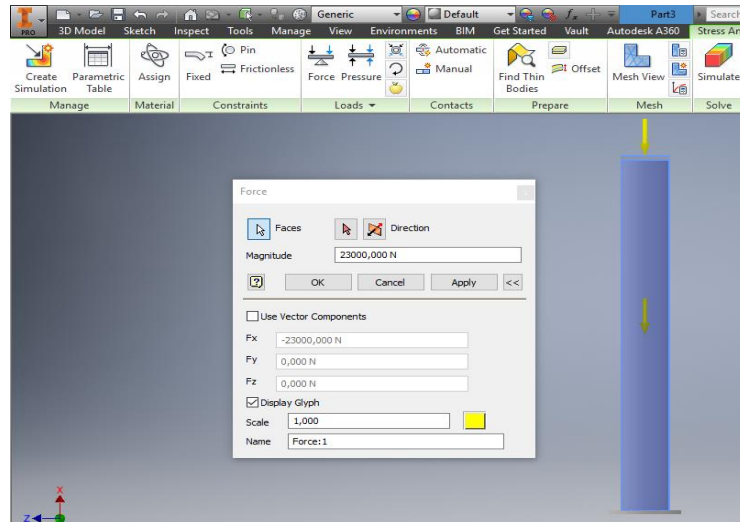 Generic Default Part3 Search
PRO 3D Model Sketch Inspect Tools Manage View Environments BIM Get Started Vault Autodesk A360 Stress An
Create Simulation
Parametric Table
Assign
Fixed
Pin
Frictionless
Force
Pressure
Automatic
Manual
Find Thin Bodies
Offset
Mesh View
Simulate
Manage Material Constraints Loads Contacts Prepare Mesh Solve
Force
Faces Direction
Magnitude 23000,000 N
OK Cancel Apply <<
Use Vector Components
Fx -23000,000 N
Fy 0,000 N
Fz 0,000 N
Display Glyph
Scale 1,000
Name Force:1
X
Z